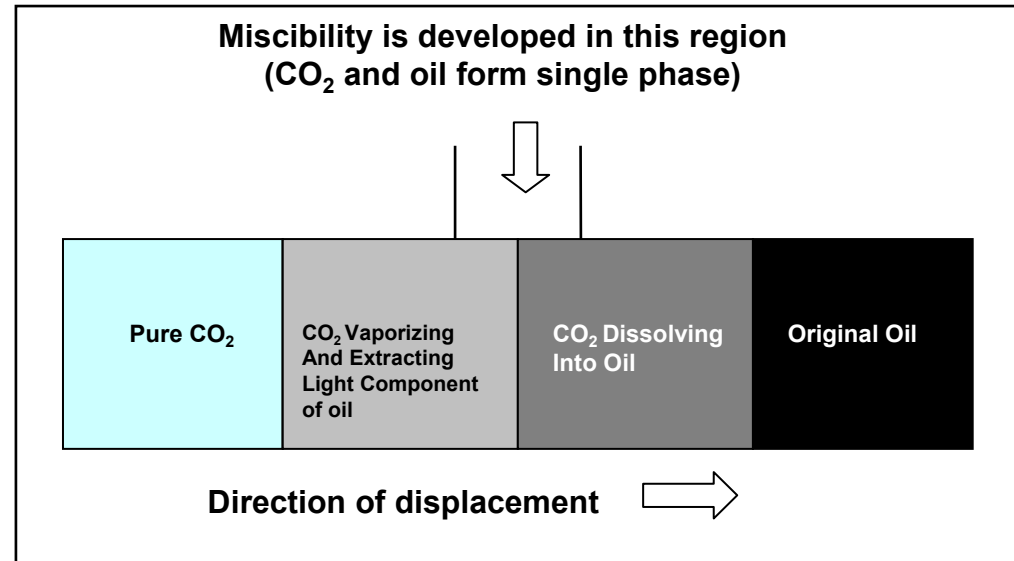 Miscibility is developed in this region
(CO₂ and oil form single phase)
Pure CO₂
CO₂ Vaporizing
And Extracting
Light Component
of oil
CO₂ Dissolving
Into Oil
Original Oil
Direction of displacement